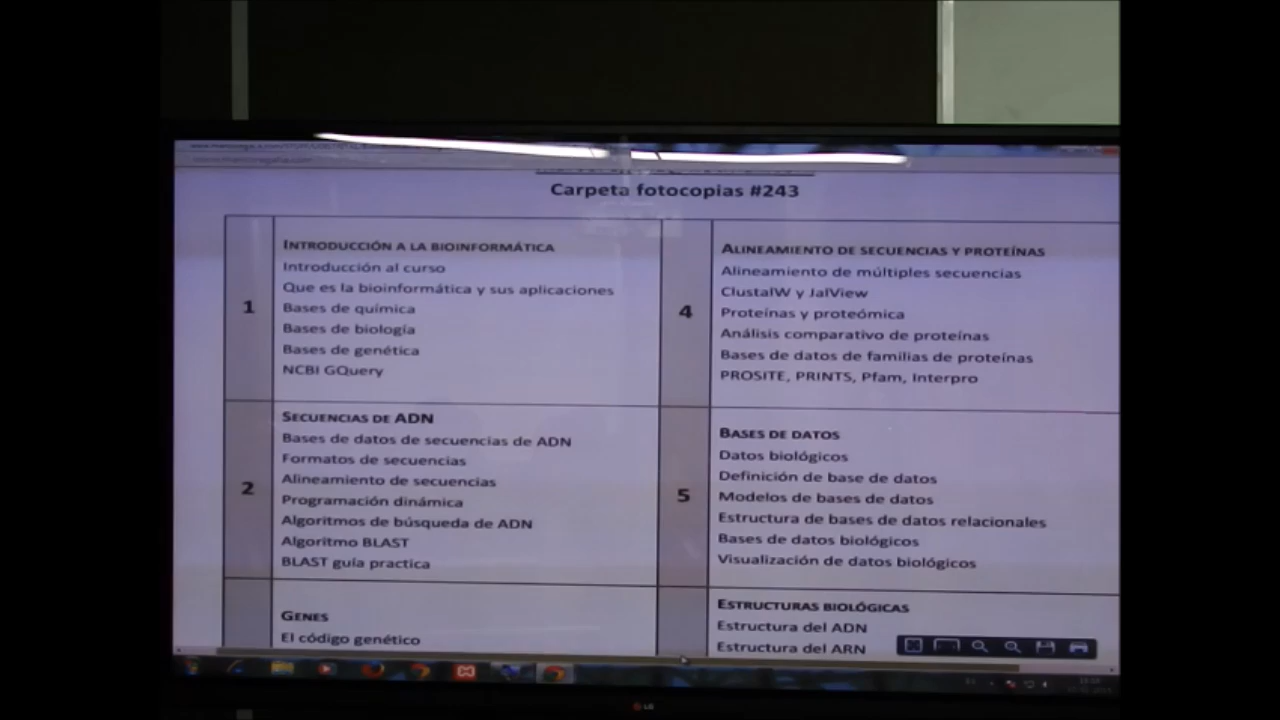 Carpeta fotocopias #243
1
INTRODUCCIÓN A LA BIOINFORMÁTICA
Introducción al curso
Que es la bioinformática y sus aplicaciones
Bases de química
Bases de biología
Bases de genética
NCBI GQuery
2
SECUENCIAS DE ADN
Bases de datos de secuencias de ADN
Formatos de secuencias
Alineamiento de secuencias
Programación dinámica
Algoritmos de búsqueda de ADN
Algoritmo BLAST
BLAST guía practica
GENES
El código genético
4
ALINEAMIENTO DE SECUENCIAS Y PROTEÍNAS
Alineamiento de múltiples secuencias
ClustalW y JalView
Proteínas y proteómica
Análisis comparativo de proteínas
Bases de datos de familias de proteínas
PROSITE, PRINTS, Pfam, Interpro
5
BASES DE DATOS
Datos biológicos
Definición de base de datos
Modelos de bases de datos
Estructura de bases de datos relacionales
Bases de datos biológicos
Visualización de datos biológicos
ESTRUCTURAS BIOLÓGICAS
Estructura del ADN
Estructura del ARN
LG